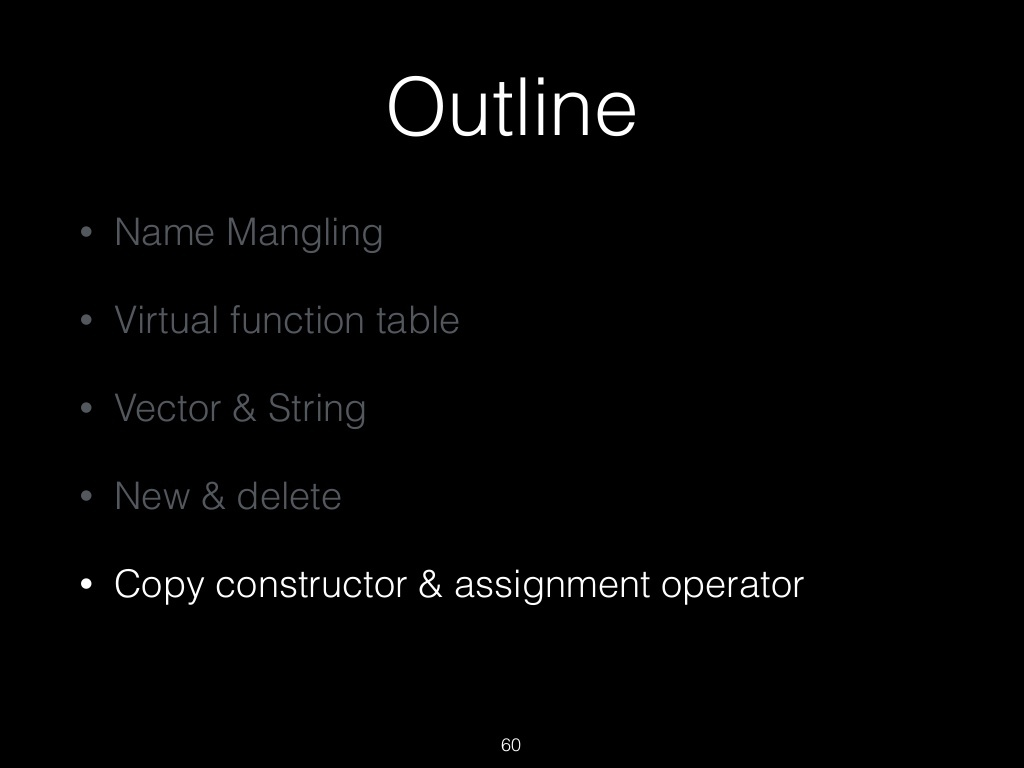 Outline
• Name Mangling
• Virtual function table
• Vector & String
• New & delete
• Copy constructor & assignment operator
60